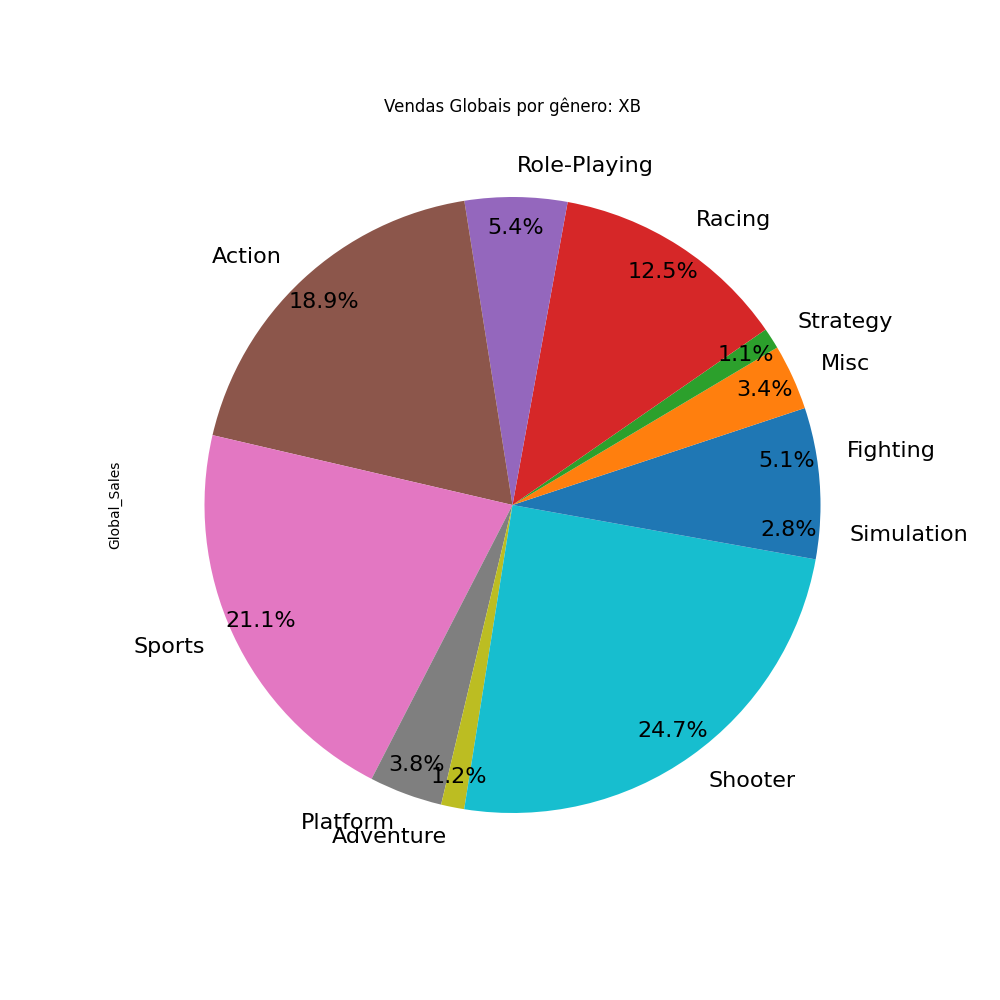 Vendas Globais por gênero: XB
Role-Playing
5.4%
Racing
12.5%
Action
18.9%
Strategy
1.1%
Misc
3.4%
Fighting
5.1%
Simulation
2.8%
Global_Sales
Sports
21.1%
Shooter
24.7%
Platform
3.8%
Adventure
1.2%